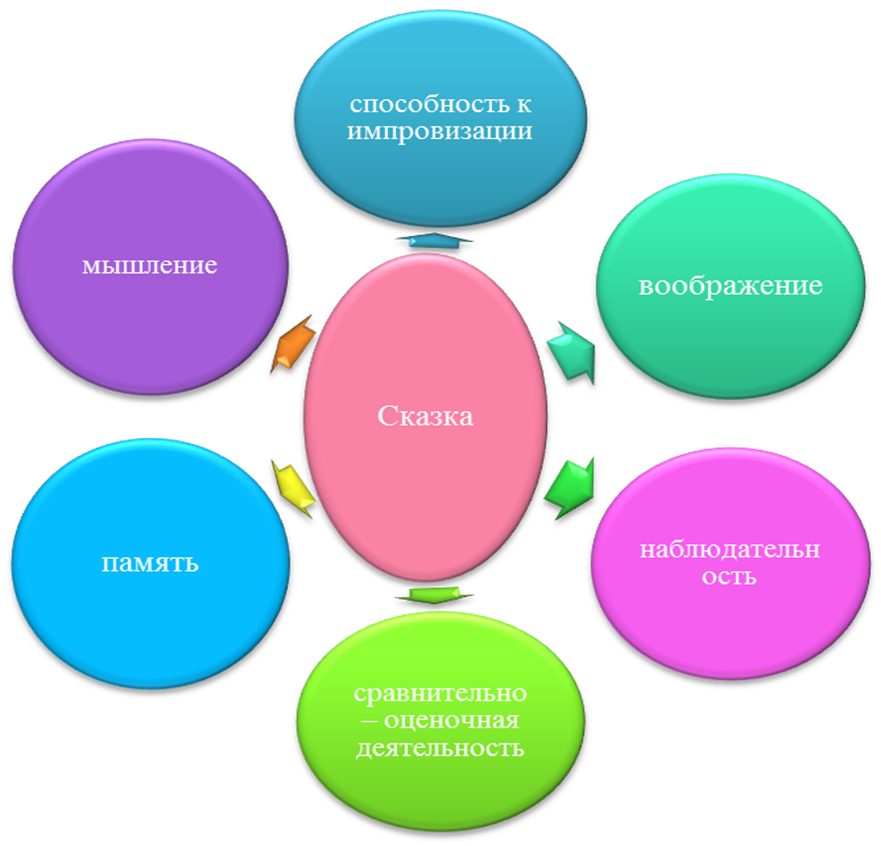 способность к
импровизации
воображение
наблюдательн
ость
сравнительно
– оценочная
деятельность
память
мышление
Сказка